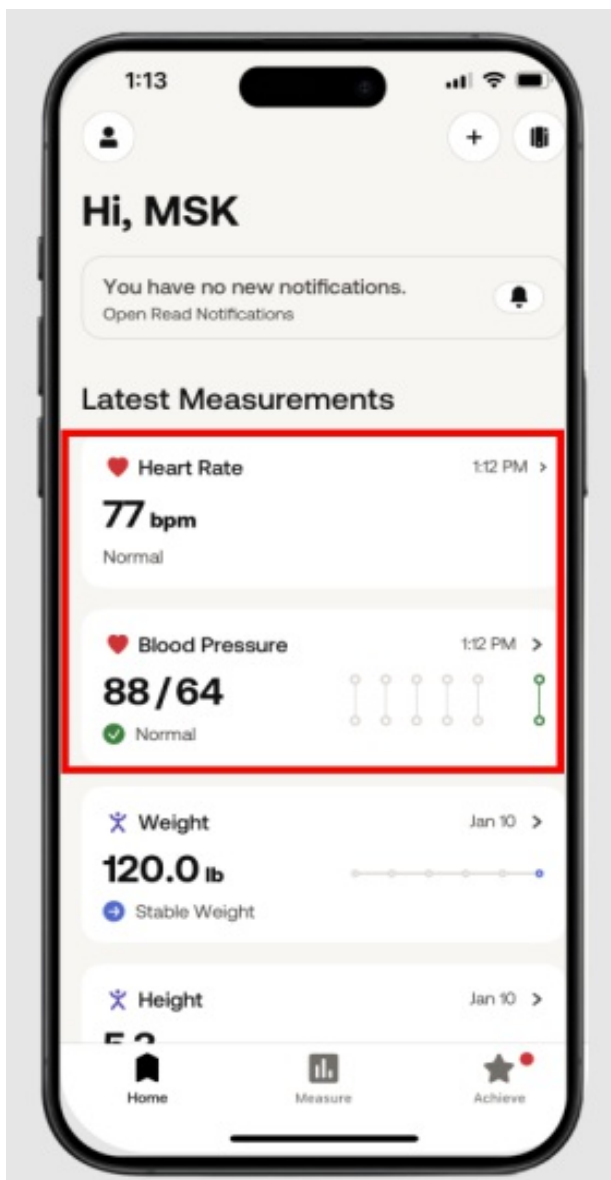 1:13
Hi, MSK
You have no new notifications.
Open Read Notifications
Latest Measurements
Heart Rate 1:12 PM >
77 bpm
Normal
Blood Pressure 1:12 PM >
88/64
Normal
Weight Jan 10 >
120.0 lb
Stable Weight
Height Jan 10 >
Home Measure Achieve